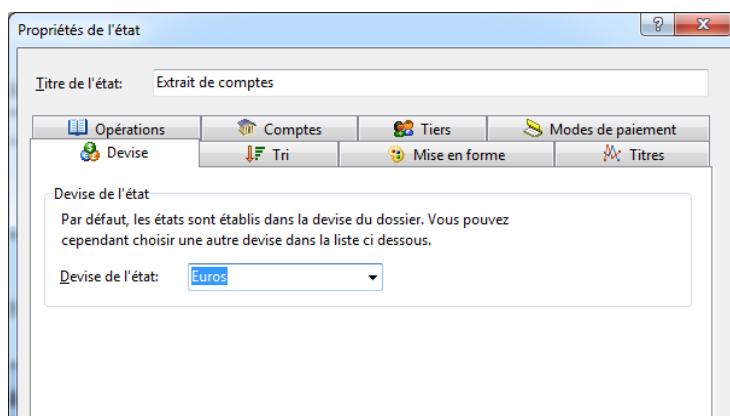 Propriétés de l'état
Titre de l'état: Extrait de comptes
Opérations Comptes Tiers Modes de paiement
Devise Tri Mise en forme Titres
Devise de l'état
Par défaut, les états sont établis dans la devise du dossier. Vous pouvez
cependant choisir une autre devise dans la liste ci dessous.
Devise de l'état: Euros